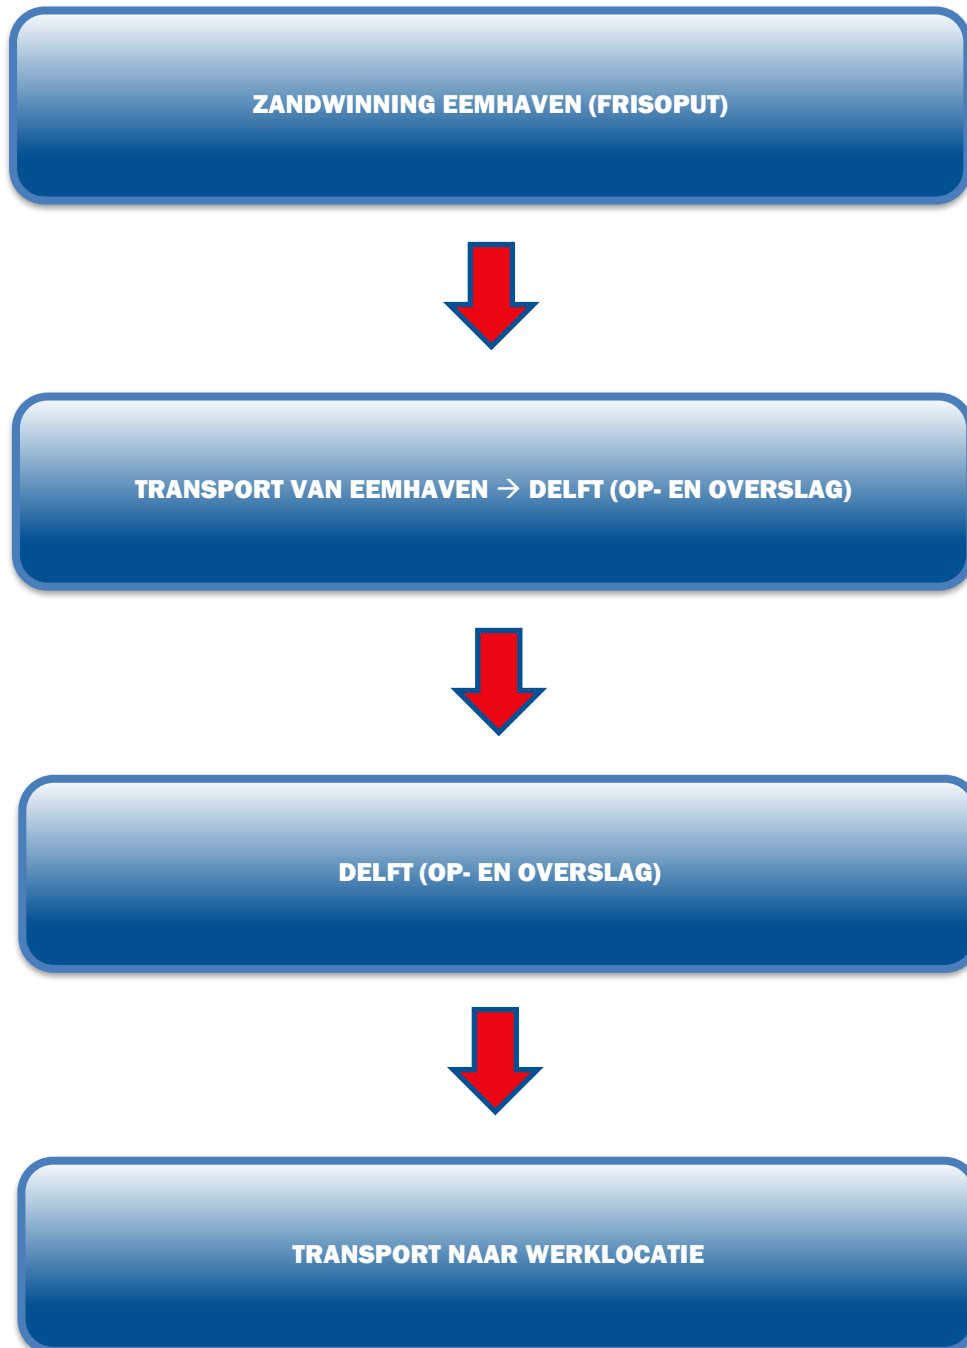 ZANDWINNING EEMHAVEN (FRISOPUT)
TRANSPORT VAN EEMHAVEN → DELFT (OP- EN OVERSLAG)
DELFT (OP- EN OVERSLAG)
TRANSPORT NAAR WERKLOCATIE